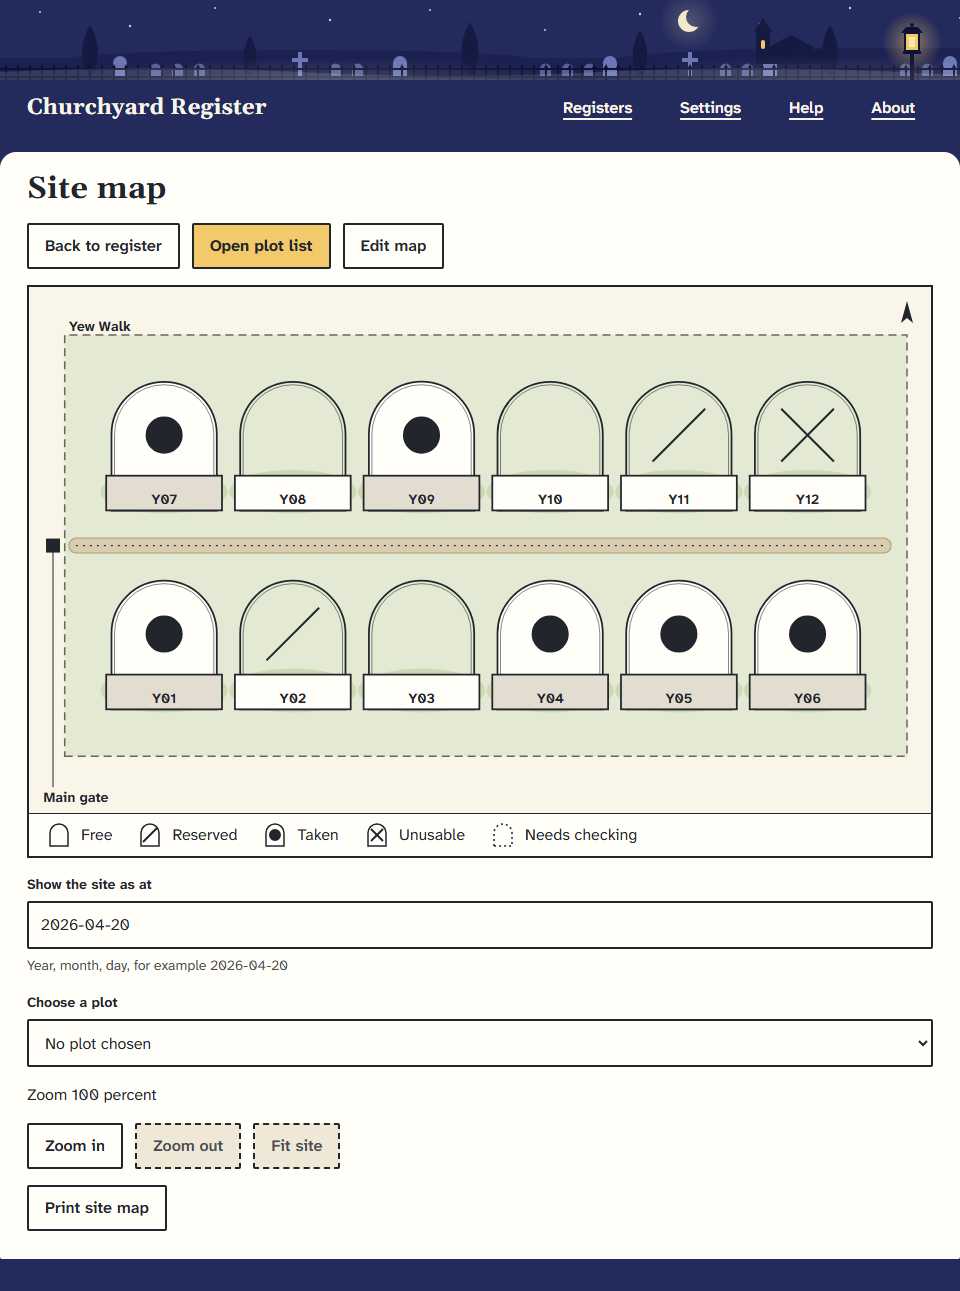 Churchyard Register
Registers Settings Help About
Site map
Back to register Open plot list Edit map
Yew Walk
Y07 Y08 Y09 Y10 Y11 Y12
Y01 Y02 Y03 Y04 Y05 Y06
Main gate
Free Reserved Taken Unusable Needs checking
Show the site as at
2026-04-20
Year, month, day, for example 2026-04-20
Choose a plot
No plot chosen
Zoom 100 percent
Zoom in Zoom out Fit site
Print site map